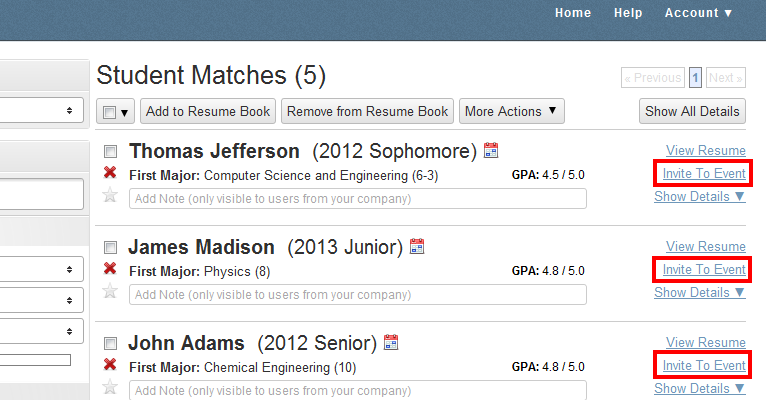 Home Help Account ▼
Student Matches (5)
« Previous 1 Next »
▼ Add to Resume Book Remove from Resume Book More Actions ▼ Show All Details
Thomas Jefferson (2012 Sophomore) View Resume
First Major: Computer Science and Engineering (6-3) GPA: 4.5 / 5.0 Invite To Event
Add Note (only visible to users from your company) Show Details ▼
James Madison (2013 Junior) View Resume
First Major: Physics (8) GPA: 4.8 / 5.0 Invite To Event
Add Note (only visible to users from your company) Show Details ▼
John Adams (2012 Senior) View Resume
First Major: Chemical Engineering (10) GPA: 4.8 / 5.0 Invite To Event
Add Note (only visible to users from your company) Show Details ▼